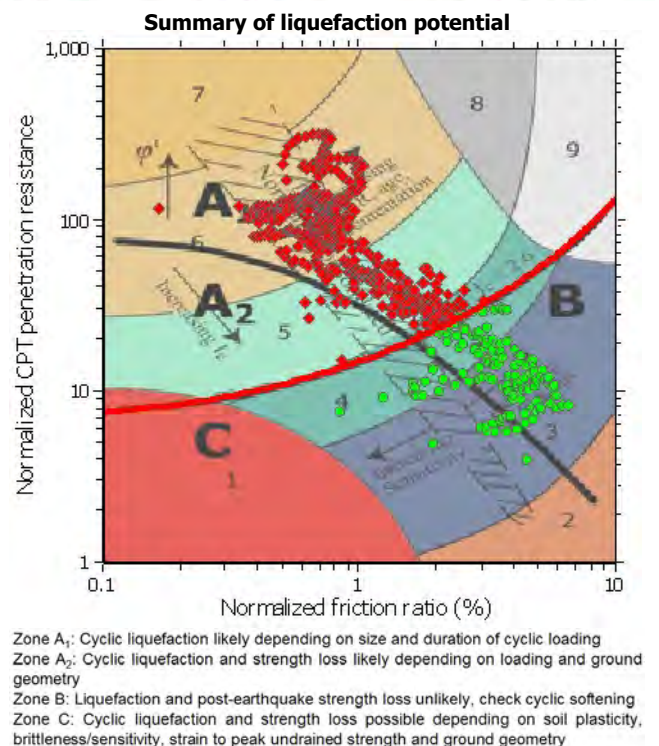 Summary of liquefaction potential
1,000
7
8
9
φ'
A
100
6
A2
Increasing It
5
B
10
4
3
C
1
2
1
0.1
1
10
Normalized CPT penetration resistance
Normalized friction ratio (%)
Zone A1: Cyclic liquefaction likely depending on size and duration of cyclic loading
Zone A2: Cyclic liquefaction and strength loss likely depending on loading and ground
geometry
Zone B: Liquefaction and post-earthquake strength loss unlikely, check cyclic softening
Zone C: Cyclic liquefaction and strength loss possible depending on soil plasticity,
brittleness/sensitivity, strain to peak undrained strength and ground geometry